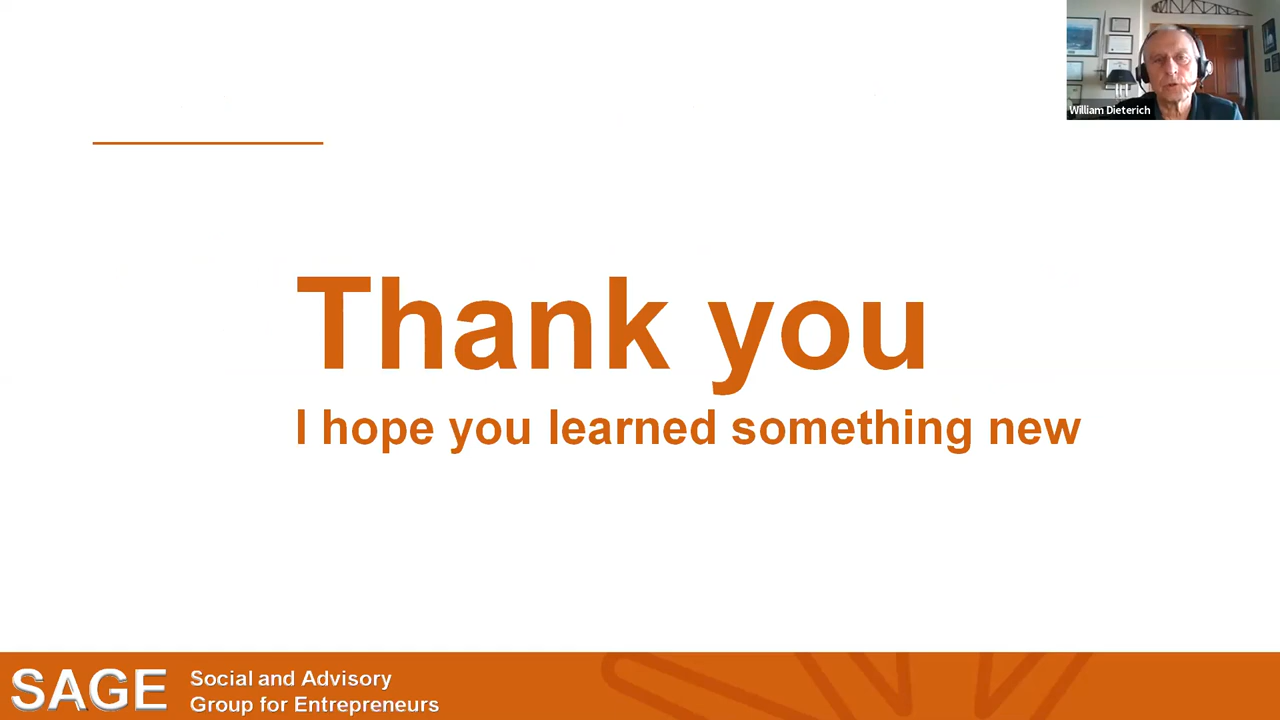 William Dieterich
Thank you
I hope you learned something new
SAGE
Social and Advisory
Group for Entrepreneurs